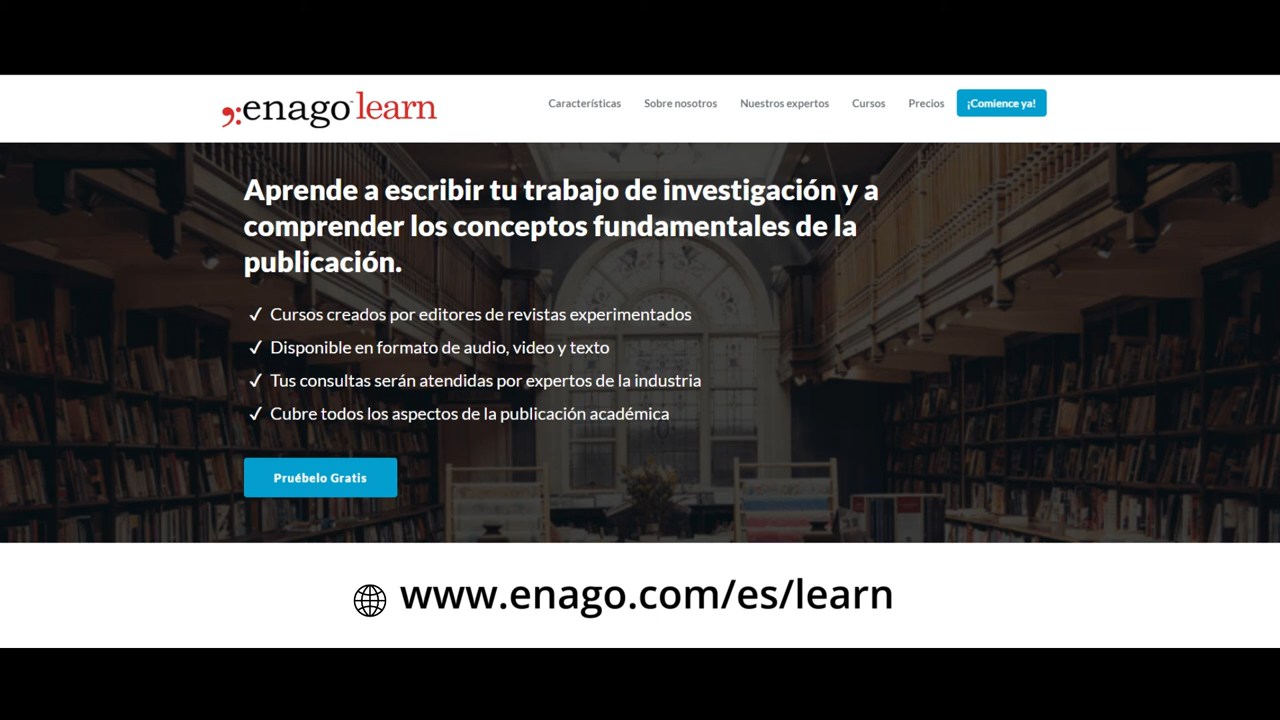 enago learn
Características Sobre nosotros Nuestros expertos Cursos Precios ¡Comience ya!
Aprende a escribir tu trabajo de investigación y a
comprender los conceptos fundamentales de la
publicación.
✓ Cursos creados por editores de revistas experimentados
✓ Disponible en formato de audio, video y texto
✓ Tus consultas serán atendidas por expertos de la industria
✓ Cubre todos los aspectos de la publicación académica
Pruébelo Gratis
www.enago.com/es/learn